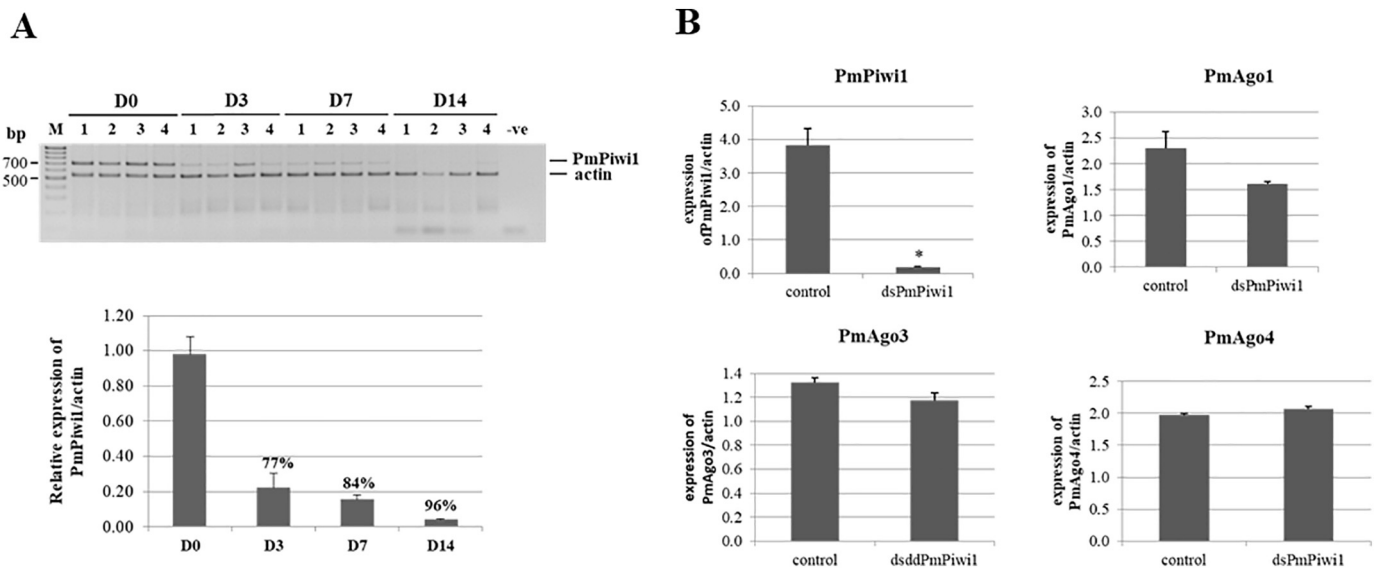 A
D0 D3 D7 D14
bp M 1 2 3 4 1 2 3 4 1 2 3 4 1 2 3 4 -ve
700 PmPiwi1
500 actin
Relative expression of
PmPiwi1/actin
1.20
1.00
0.80
0.60
0.40
0.20
0.00
77%
84%
96%
D0 D3 D7 D14
B
PmPiwi1
expression
ofPmPiwi1/actin
5.0
4.0
3.0
2.0
1.0
0.0
*
control dsPmPiwi1
PmAgo1
expression of
PmAgo1/actin
3.0
2.5
2.0
1.5
1.0
0.5
0.0
control dsPmPiwi1
PmAgo3
expression of
PmAgo3/actin
1.4
1.2
1.0
0.8
0.6
0.4
0.2
0.0
control dsddPmPiwi1
PmAgo4
expression of
PmAgo4/actin
2.5
2.0
1.5
1.0
0.5
0.0
control dsPmPiwi1